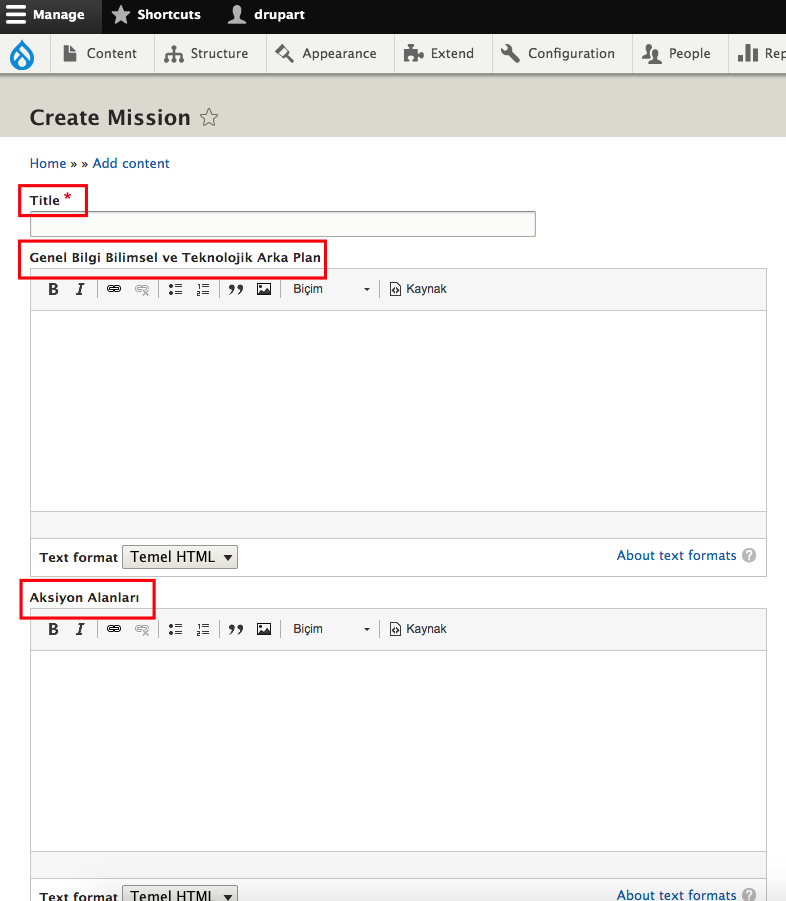 Manage Shortcuts drupart
Content Structure Appearance Extend Configuration People Rep
Create Mission
Home » » Add content
Title *
Genel Bilgi Bilimsel ve Teknolojik Arka Plan
B I Biçim Kaynak
Text format Temel HTML About text formats ?
Aksiyon Alanları
B I Biçim Kaynak
Text format Temel HTML About text formats ?